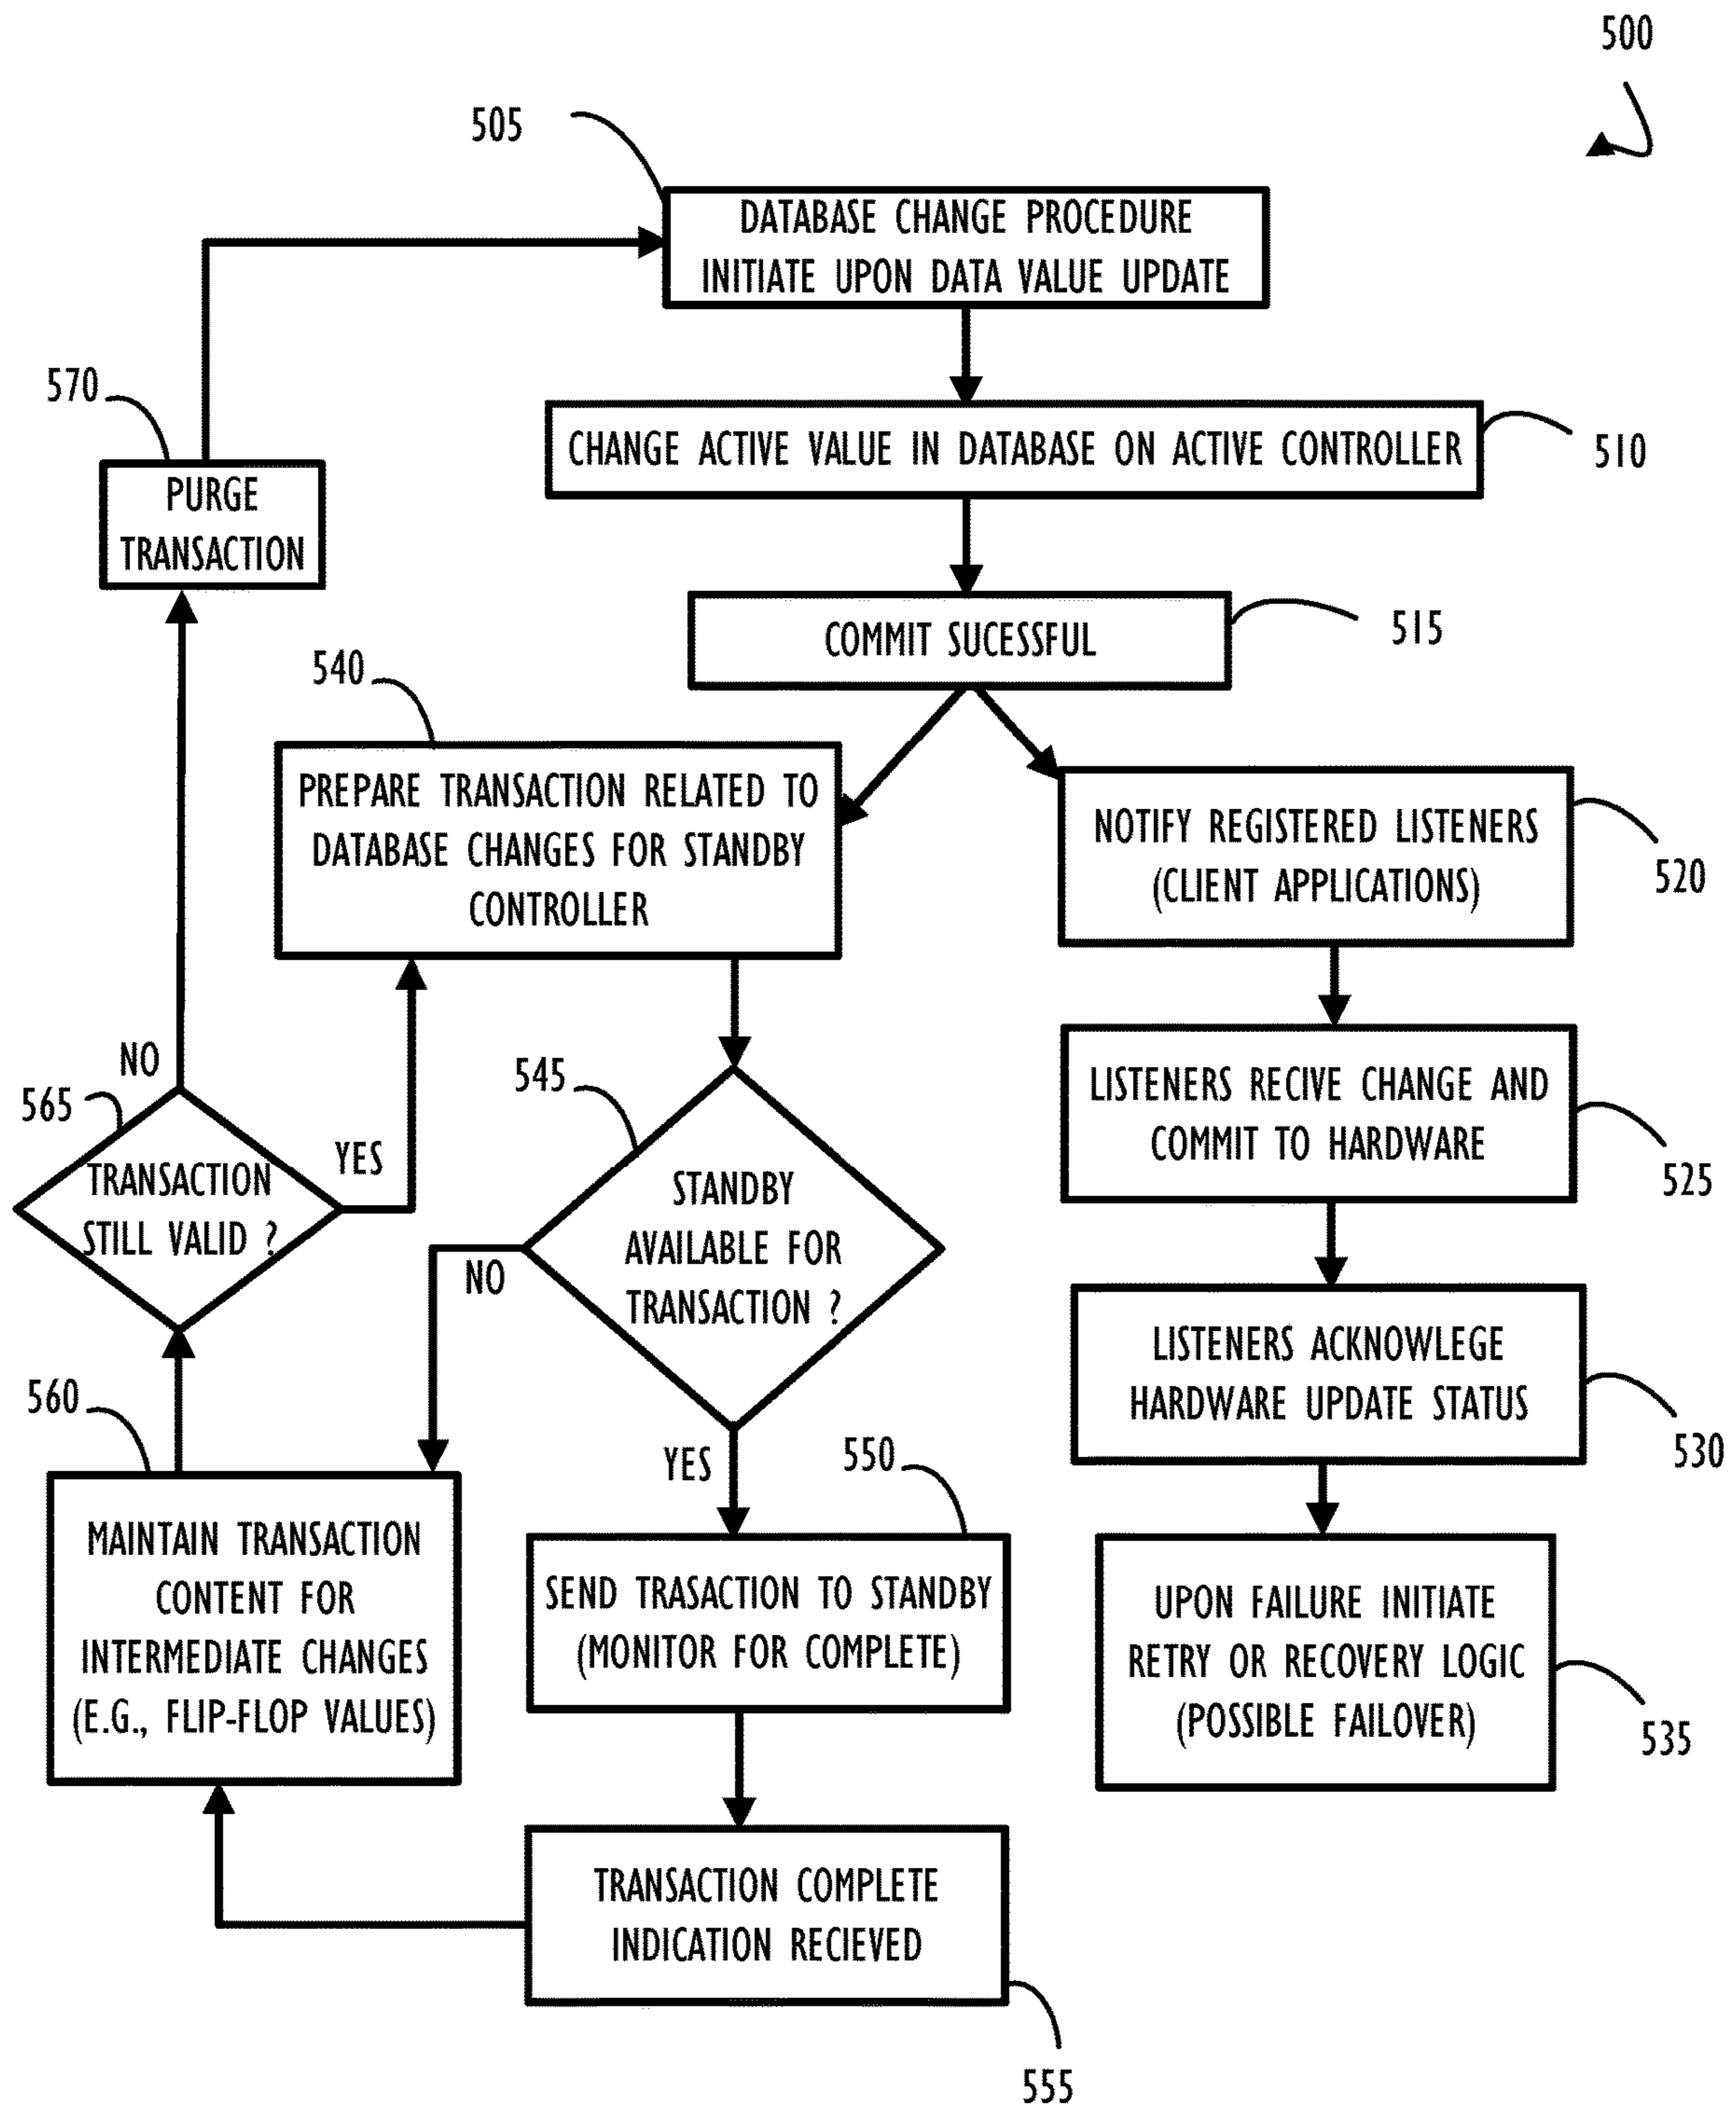 500
505
DATABASE CHANGE PROCEDURE
INITIATE UPON DATA VALUE UPDATE
570
CHANGE ACTIVE VALUE IN DATABASE ON ACTIVE CONTROLLER
510
PURGE
TRANSACTION
COMMIT SUCESSFUL
515
540
PREPARE TRANSACTION RELATED TO
DATABASE CHANGES FOR STANDBY
CONTROLLER
NOTIFY REGISTERED LISTENERS
(CLIENT APPLICATIONS)
520
NO
565
YES
TRANSACTION
STILL VALID ?
545
STANDBY
AVAILABLE FOR
TRANSACTION ?
NO
YES
LISTENERS RECIVE CHANGE AND
COMMIT TO HARDWARE
525
LISTENERS ACKNOWLEGE
HARDWARE UPDATE STATUS
530
560
MAINTAIN TRANSACTION
CONTENT FOR
INTERMEDIATE CHANGES
(E.G., FLIP-FLOP VALUES)
550
SEND TRASACTION TO STANDBY
(MONITOR FOR COMPLETE)
UPON FAILURE INITIATE
RETRY OR RECOVERY LOGIC
(POSSIBLE FAILOVER)
535
TRANSACTION COMPLETE
INDICATION RECIEVED
555